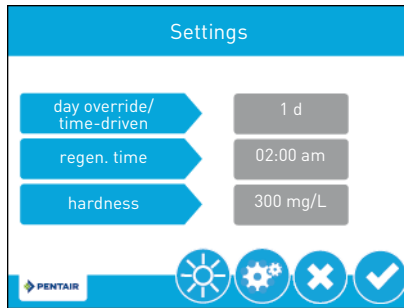 Settings
day override/
time-driven
1 d
regen. time
02:00 am
hardness
300 mg/L
PENTAIR